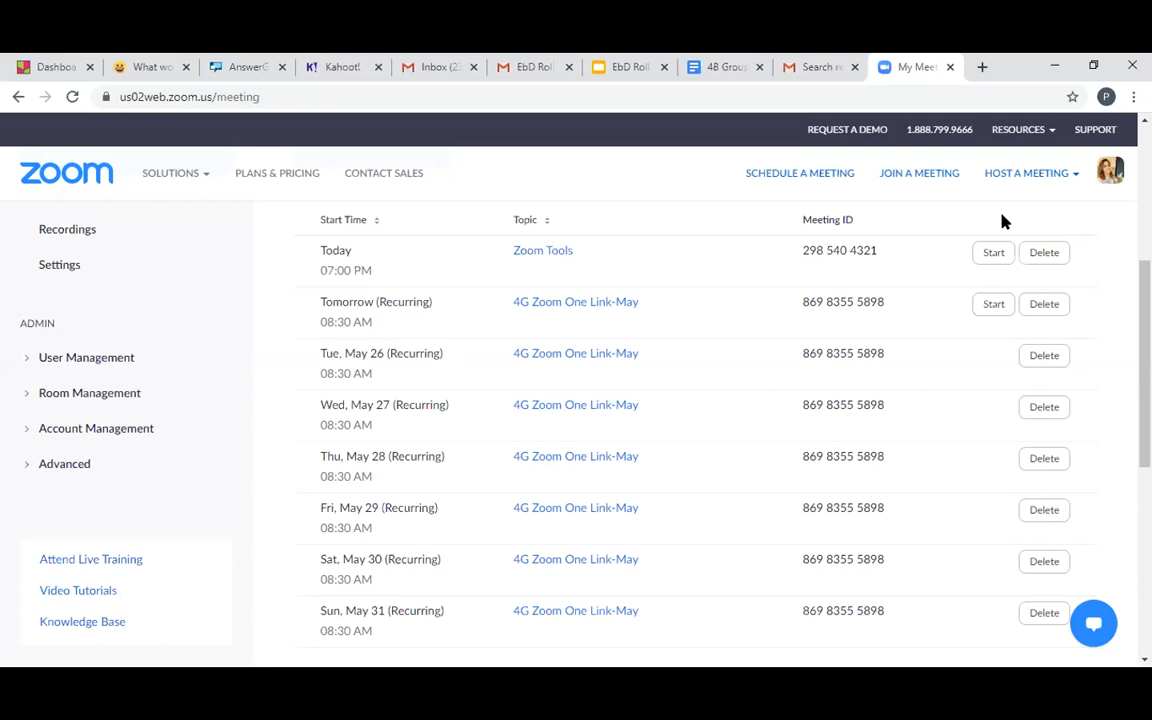 Dashboa
What wo
AnswerG
Kahoot!
Inbox (2
EbD Roll
EbD Roll
4B Group
Search re
My Meet
us02web.zoom.us/meeting
P
REQUEST A DEMO 1.888.799.9666 RESOURCES SUPPORT
zoom SOLUTIONS PLANS & PRICING CONTACT SALES SCHEDULE A MEETING JOIN A MEETING HOST A MEETING
Recordings
Settings
ADMIN
User Management
Room Management
Account Management
Advanced
Attend Live Training
Video Tutorials
Knowledge Base
Start Time Topic Meeting ID
Today Zoom Tools 298 540 4321 Start Delete
07:00 PM
Tomorrow (Recurring) 4G Zoom One Link-May 869 8355 5898 Start Delete
08:30 AM
Tue, May 26 (Recurring) 4G Zoom One Link-May 869 8355 5898 Delete
08:30 AM
Wed, May 27 (Recurring) 4G Zoom One Link-May 869 8355 5898 Delete
08:30 AM
Thu, May 28 (Recurring) 4G Zoom One Link-May 869 8355 5898 Delete
08:30 AM
Fri, May 29 (Recurring) 4G Zoom One Link-May 869 8355 5898 Delete
08:30 AM
Sat, May 30 (Recurring) 4G Zoom One Link-May 869 8355 5898 Delete
08:30 AM
Sun, May 31 (Recurring) 4G Zoom One Link-May 869 8355 5898 Delete
08:30 AM